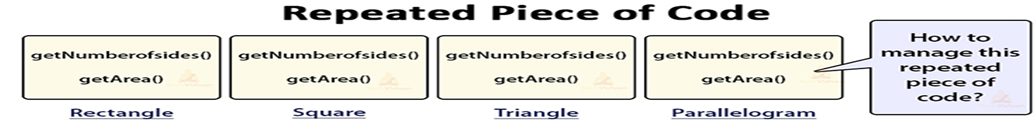 Repeated Piece of Code
getNumberofsides()
getArea()
Rectangle
getNumberofsides()
getArea()
Square
getNumberofsides()
getArea()
Triangle
getNumberofsides()
getArea()
Parallelogram
How to
manage this
repeated
piece of
code?